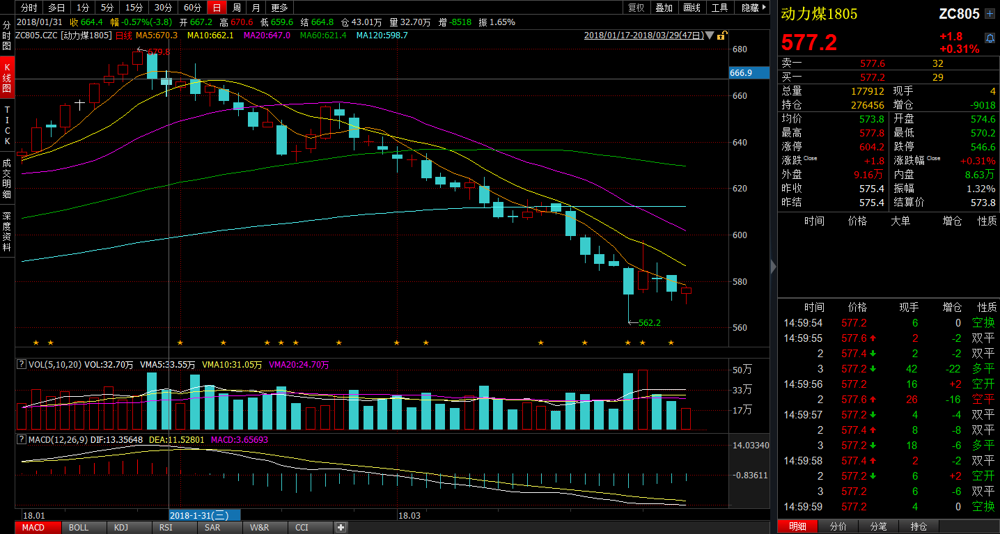 分时 多日 1分 5分 15分 30分 60分 日 周 月 更多 复权 叠加 画线 工具 隐藏
2018/01/31 收 664.4 幅 -0.57%(-3.8) 开 667.2 高 670.6 低 659.6 结 664.8 仓 43.01万 量 32.70万 增 -8518 振 1.65%
ZC805.CZC [动力煤1805] 日线 MA5:670.3 MA10:662.1 MA20:647.0 MA60:621.4 MA120:598.7 2018/01/17-2018/03/29(47日)
分时图
K线图
TICK
成交明细
深度资料
679.8
562.2
680
666.9
660
640
620
600
580
560
? VOL(5,10,20) VOL:32.70万 VMA5:33.55万 VMA10:31.05万 VMA20:24.70万
50万
33万
17万
? MACD(12,26,9) DIF:13.35648 DEA:11.52801 MACD:3.65693
14.03340
-0.83611
18.01 2018-1-31(三) 18.03
MACD BOLL KDJ RSI SAR W&R CCI
动力煤1805 ZC805
577.2 +1.8
+0.31%
卖一 577.6 32
买一 577.2 29
总量 177912 现手 4
持仓 276456 增仓 -9018
均价 573.8 开盘 574.6
最高 577.8 最低 570.2
涨停 604.2 跌停 546.6
涨跌 Close +1.8 涨跌幅 Close +0.31%
外盘 9.16万 内盘 8.63万
昨收 575.4 振幅 1.32%
昨结 575.4 结算价 573.8
时间 价格 大单 增仓 性质
时间 价格 现手 增仓 性质
14:59:54 577.2 6 0 空换
14:59:55 577.6 2 -2 双平
2 577.4 2 -2 双平
3 577.2 42 -22 多平
14:59:56 577.2 16 +2 空开
2 577.6 26 -16 空平
14:59:57 577.2 4 -4 双平
2 577.4 8 -8 双平
3 577.2 18 -6 多平
14:59:58 577.4 2 -2 双平
2 577.2 6 +2 空开
3 577.2 6 -6 双平
14:59:59 577.2 4 0 空换
明细 分价 分笔 持仓